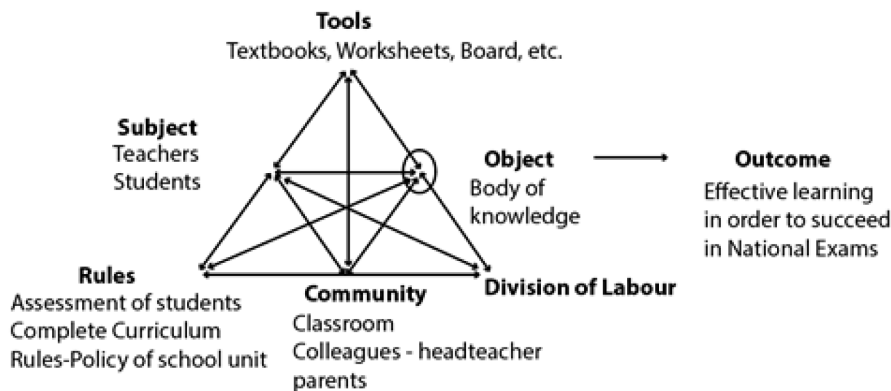 Tools
Textbooks, Worksheets, Board, etc.
Subject
Teachers
Students
Object
Body of
knowledge
Outcome
Effective learning
in order to succeed
in National Exams
Rules
Assessment of students
Complete Curriculum
Rules-Policy of school unit
Community
Classroom
Colleagues - headteacher
parents
Division of Labour